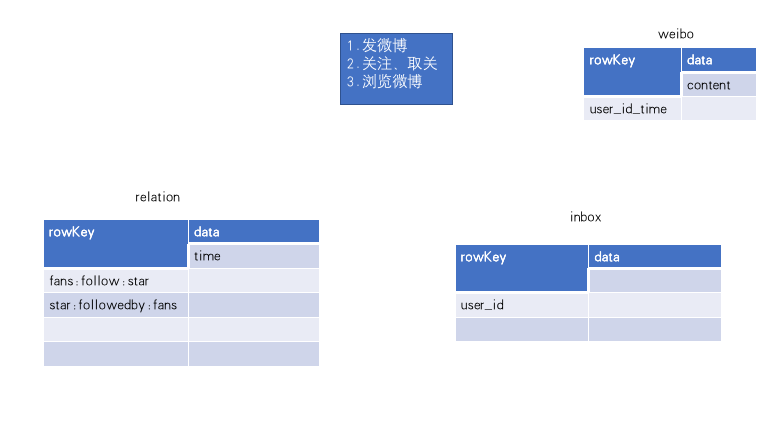 1.发微博
2.关注、取关
3.浏览微博
weibo
rowKey data
content
user_id_time
relation
rowKey data
time
fans:follow:star
star:followedby:fans
inbox
rowKey data
user_id